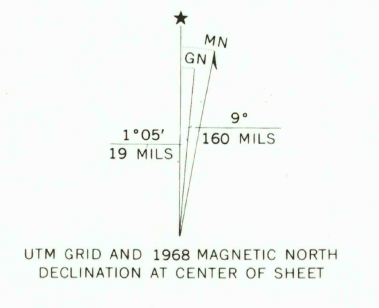 MN
GN
1°05′
19 MILS
9°
160 MILS
UTM GRID AND 1968 MAGNETIC NORTH
DECLINATION AT CENTER OF SHEET